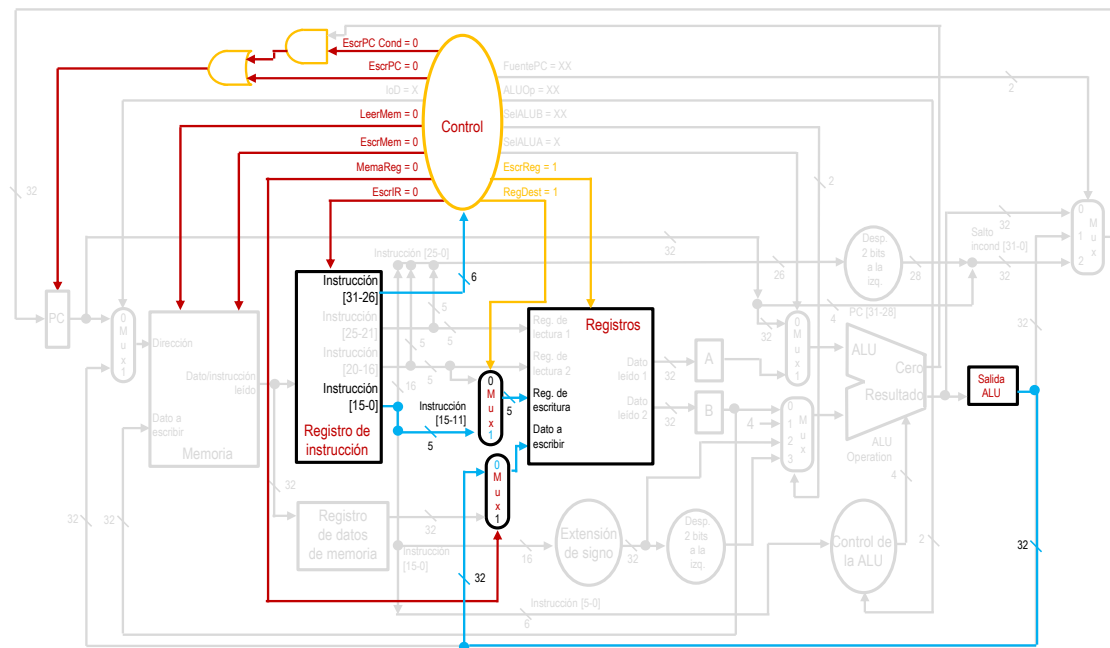 EscrPC Cond = 0
EscrPC = 0
IoD = X
LeerMem = 0
EscrMem = 0
MemaReg = 0
EscrIR = 0
Control
FuentePC = XX
ALUOp = XX
SelALUB = XX
SelALUA = X
EscrReg = 1
RegDest = 1
2
2
32
6
Instrucción [25-0]
32
26
Desp.
2 bits
a la
izq.
28
Salto
incond [31-0]
32
32
0
1
2
M
u
x
PC [31-28]
4
32
PC
0
M
u
x
1
Dirección
Dato/instrucción
leído
Dato a
escribir
Memoria
32
32
32
Instrucción
[31-26]
Instrucción
[25-21]
Instrucción
[20-16]
Instrucción
[15-0]
Registro de
instrucción
5
5
5
5
16
Instrucción
[15-11]
5
0
M
u
x
1
5
Registros
Reg. de
lectura 1
Reg. de
lectura 2
Reg. de
escritura
Dato a
escribir
Dato
leído 1
Dato
leído 2
32
32
A
B
32
0
M
u
x
1
4
0
1
2
3
M
u
x
ALU
Cero
Resultado
ALU
Operation
4
Salida
ALU
32
32
0
M
u
x
1
32
Registro
de datos
de memoria
32
Instrucción
[15-0]
16
Extensión
de signo
32
Desp.
2 bits
a la
izq.
Control de
la ALU
2
Instrucción [5-0]
6